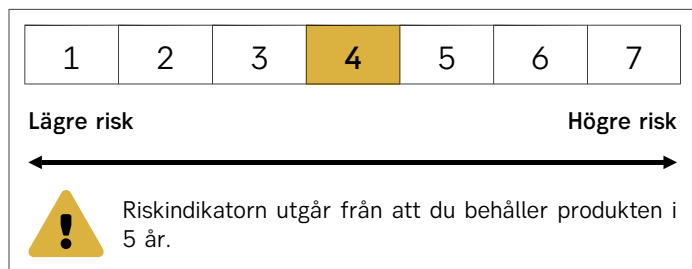 1 2 3 4 5 6 7
Lägre risk Högre risk
Riskindikatorn utgår från att du behåller produkten i
5 år.